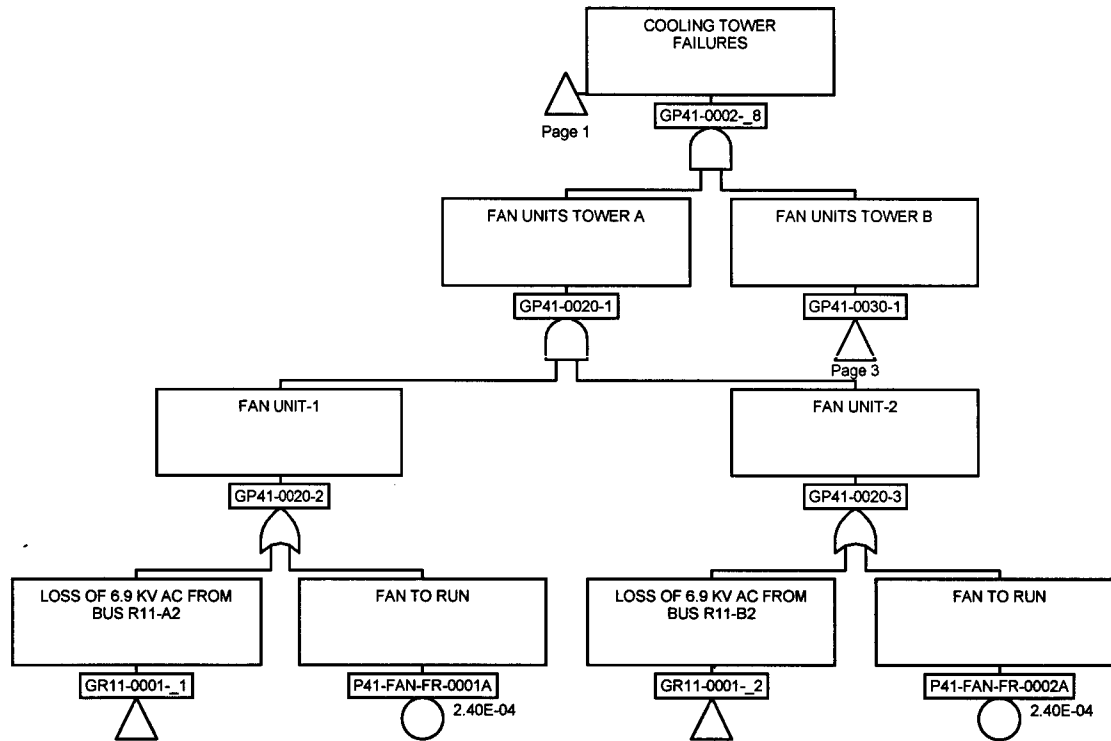 COOLING TOWER
FAILURES
Page 1
GP41-0002-_8
FAN UNITS TOWER A
FAN UNITS TOWER B
GP41-0020-1
GP41-0030-1
Page 3
FAN UNIT-1
FAN UNIT-2
GP41-0020-2
GP41-0020-3
LOSS OF 6.9 KV AC FROM
BUS R11-A2
FAN TO RUN
LOSS OF 6.9 KV AC FROM
BUS R11-B2
FAN TO RUN
GR11-0001-_1
P41-FAN-FR-0001A
GR11-0001-_2
P41-FAN-FR-0002A
2.40E-04
2.40E-04